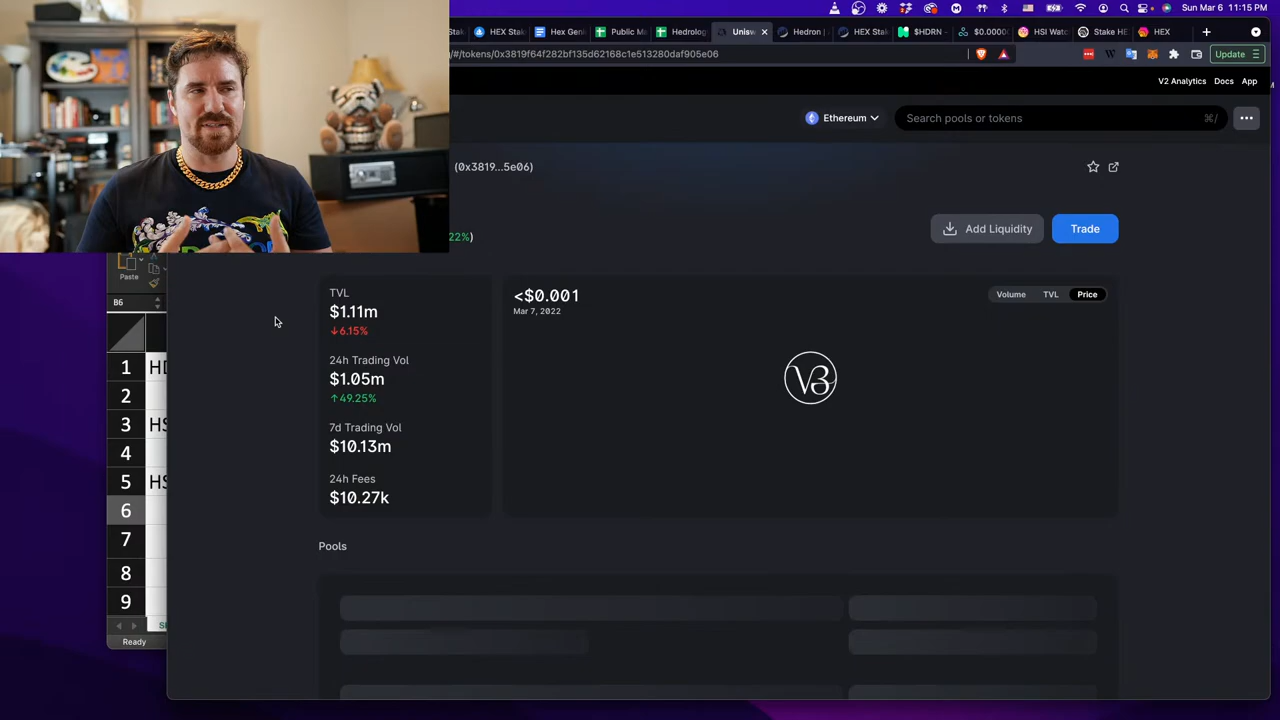 Sun Mar 6 11:15 PM
Stak
HEX Stak
Hex Geni
Public M
Hedrolog
Unisw
Hedron |
HEX Sta
$HDRN -
$0.0000
HSI Watc
Stake HE
HEX
/#/tokens/0x3819f64f282bf135d62168c1e513280daf905e06
Update
V2 Analytics Docs App
Ethereum
Search pools or tokens
⌘/
(0x3819...5e06)
22%)
Add Liquidity
Trade
Paste
B6
TVL
$1.11m
↓6.15%
24h Trading Vol
$1.05m
↑49.25%
7d Trading Vol
$10.13m
24h Fees
$10.27k
<$0.001
Mar 7, 2022
Volume TVL Price
V3
1 HD
2
3 HS
4
5 HS
6
7
8
9
Ready
Pools